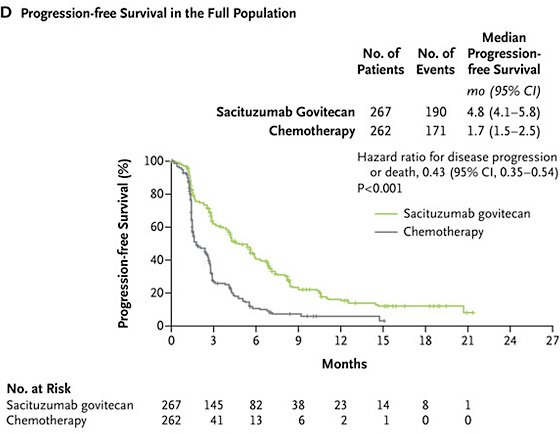 D Progression-free Survival in the Full Population
No. of Patients No. of Events Median Progression-free Survival
mo (95% CI)
Sacituzumab Govitecan 267 190 4.8 (4.1–5.8)
Chemotherapy 262 171 1.7 (1.5–2.5)
Hazard ratio for disease progression
or death, 0.43 (95% CI, 0.35–0.54)
P<0.001
Sacituzumab govitecan
Chemotherapy
Progression-free Survival (%)
100
80
60
40
20
0
0 3 6 9 12 15 18 21 24 27
Months
No. at Risk
Sacituzumab govitecan 267 145 82 38 23 14 8 1
Chemotherapy 262 41 13 6 2 1 0 0